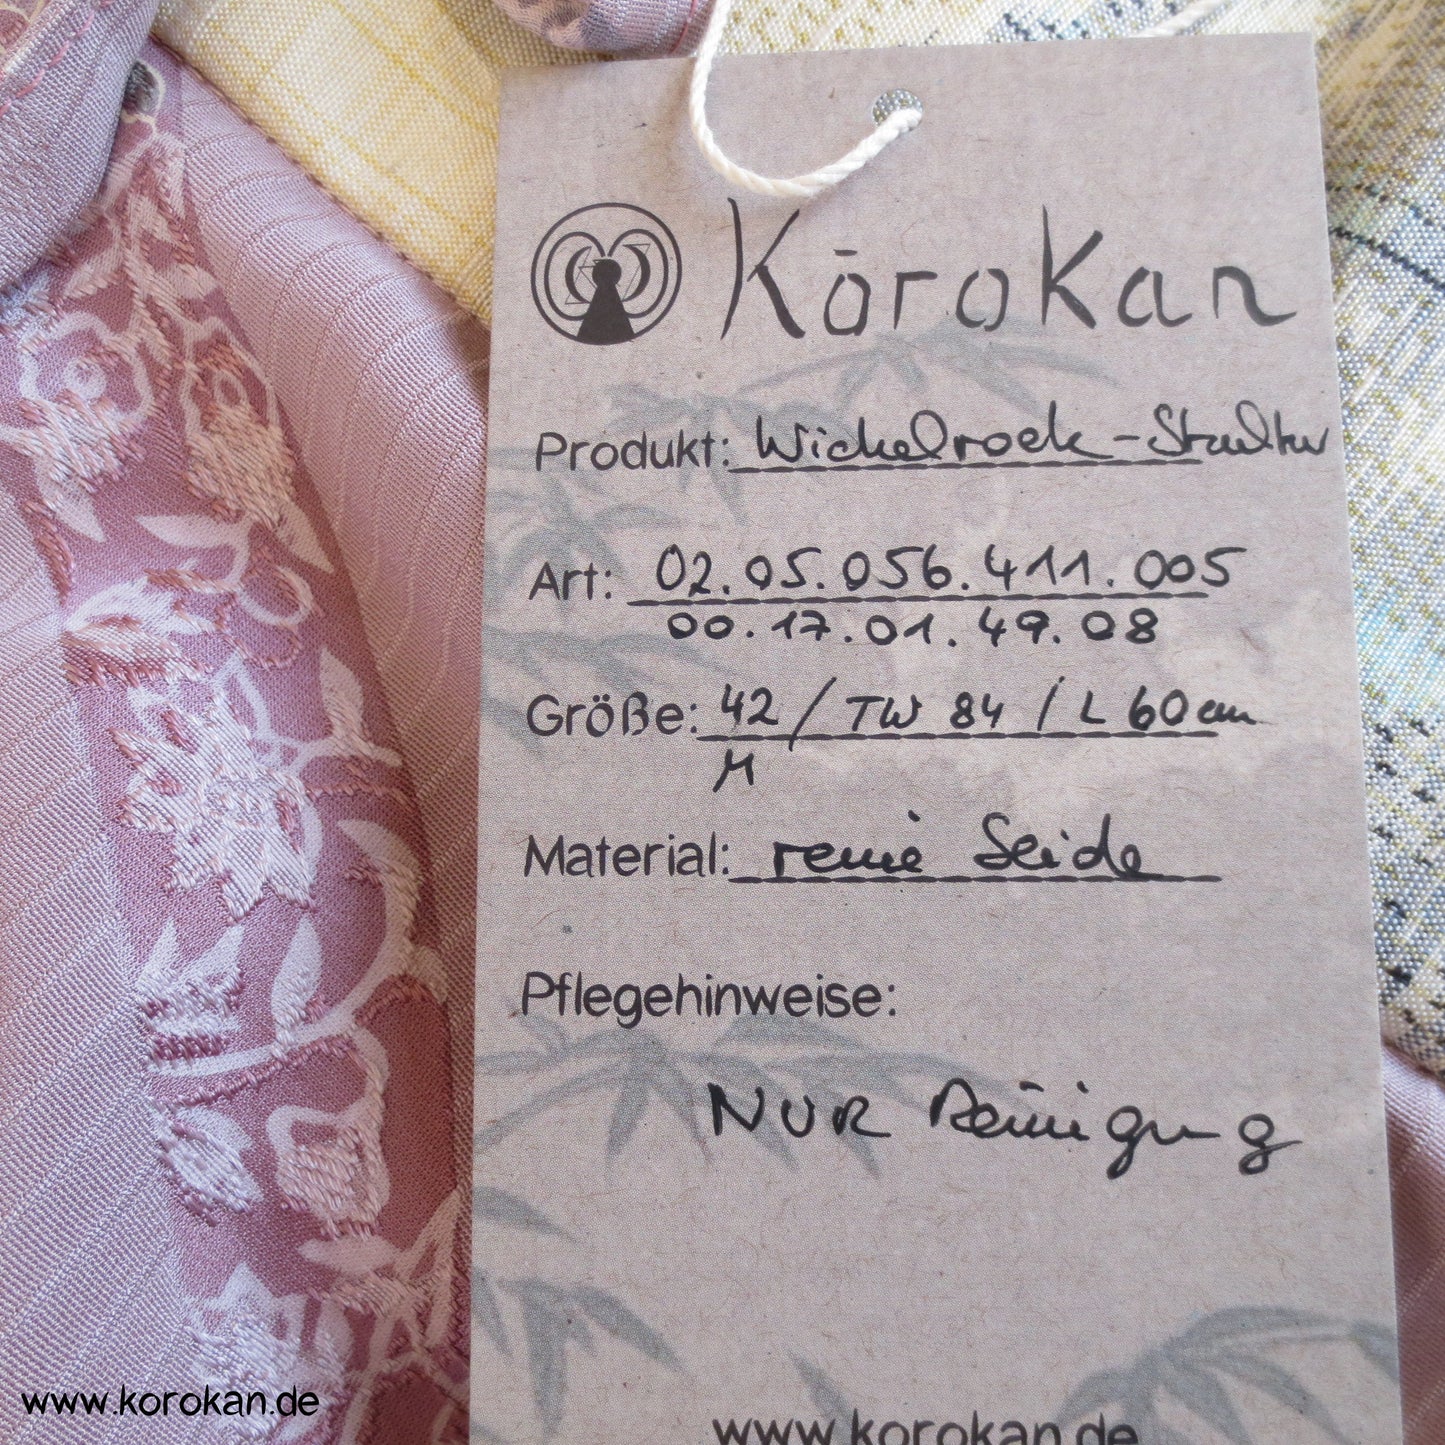 Kōrokan
Produkt: Wickelrock-Struktur
Art: 02.05.056.411.005
00.17.01.49.08
Größe: 42 / TW 84 / L 60cm
M
Material: reine Seide
Pflegehinweise:
NUR Reinigung
www.korokan.de
www.korokan.de